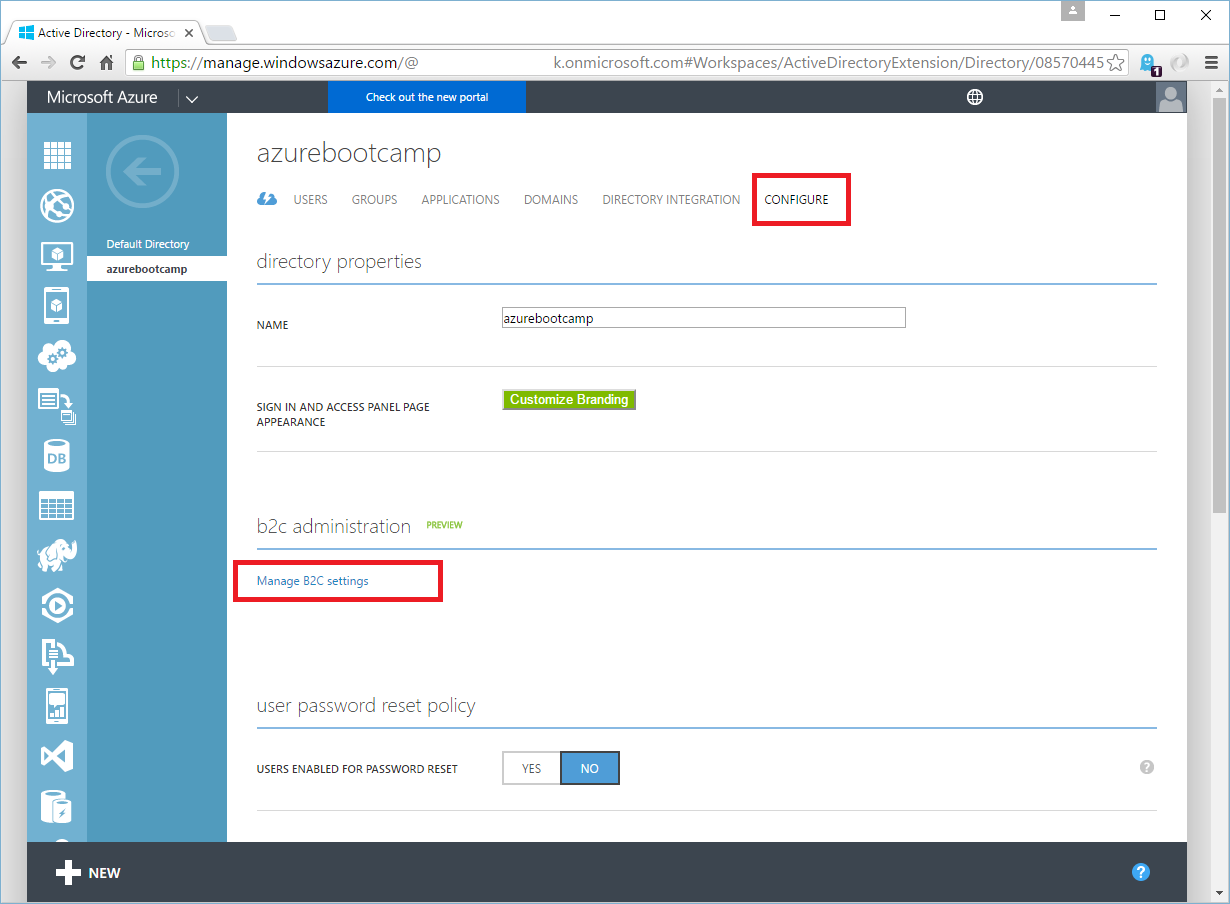 Active Directory - Microso
https://manage.windowsazure.com/@ k.onmicrosoft.com#Workspaces/ActiveDirectoryExtension/Directory/08570445
1
Microsoft Azure
Check out the new portal
Default Directory
azurebootcamp
DB
azurebootcamp
USERS GROUPS APPLICATIONS DOMAINS DIRECTORY INTEGRATION CONFIGURE
directory properties
NAME
azurebootcamp
SIGN IN AND ACCESS PANEL PAGE
APPEARANCE
Customize Branding
b2c administration PREVIEW
Manage B2C settings
user password reset policy
USERS ENABLED FOR PASSWORD RESET
YES NO
?
NEW
?